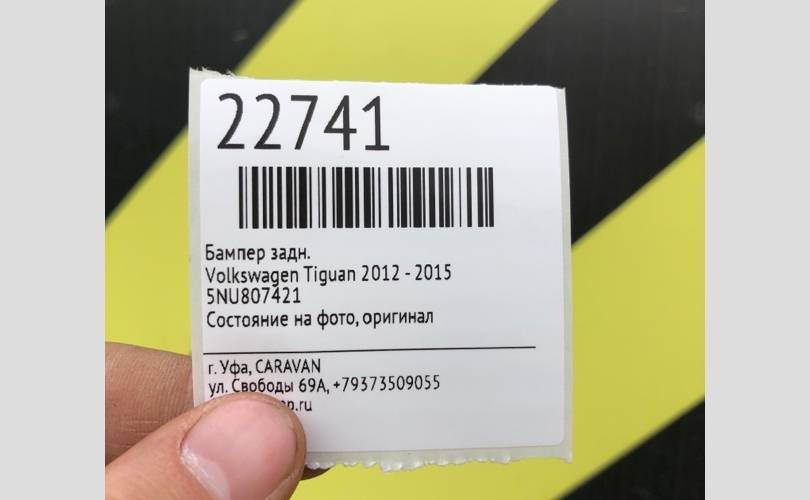 22741
Бампер задн.
Volkswagen Tiguan 2012 - 2015
5NU807421
Состояние на фото, оригинал
г. Уфа, CARAVAN
ул. Свободы 69А, +79373509055